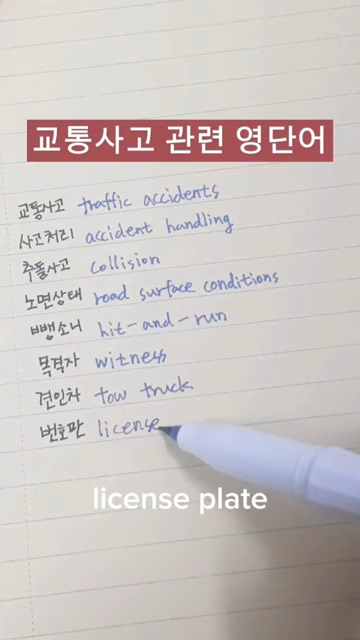 교통사고 관련 영단어
교통사고 traffic accidents
사고처리 accident handling
추돌사고 collision
노면상태 road surface conditions
뺑소니 hit-and-run
목격자 witness
견인차 tow truck
번호판 license
license plate